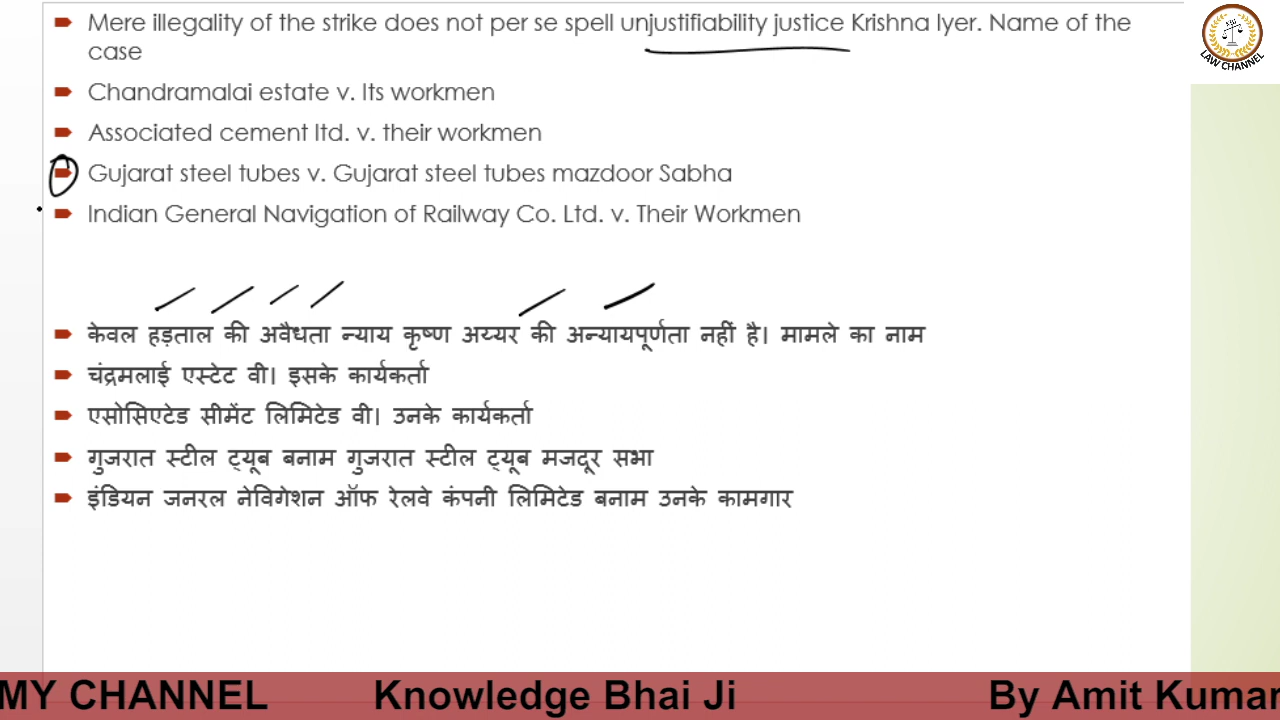 Mere illegality of the strike does not per se spell unjustifiability justice Krishna Iyer. Name of the
case
Chandramalai estate v. Its workmen
Associated cement ltd. v. their workmen
Gujarat steel tubes v. Gujarat steel tubes mazdoor Sabha
Indian General Navigation of Railway Co. Ltd. v. Their Workmen
केवल हड़ताल की अवैधता न्याय कृष्ण अय्यर की अन्यायपूर्णता नहीं है। मामले का नाम
चंद्रमलाई एस्टेट वी। इसके कार्यकर्ता
एसोसिएटेड सीमेंट लिमिटेड वी। उनके कार्यकर्ता
गुजरात स्टील ट्यूब बनाम गुजरात स्टील ट्यूब मजदूर सभा
इंडियन जनरल नेविगेशन ऑफ रेलवे कंपनी लिमिटेड बनाम उनके कामगार
LAW CHANNEL
MY CHANNEL Knowledge Bhai Ji By Amit Kumar